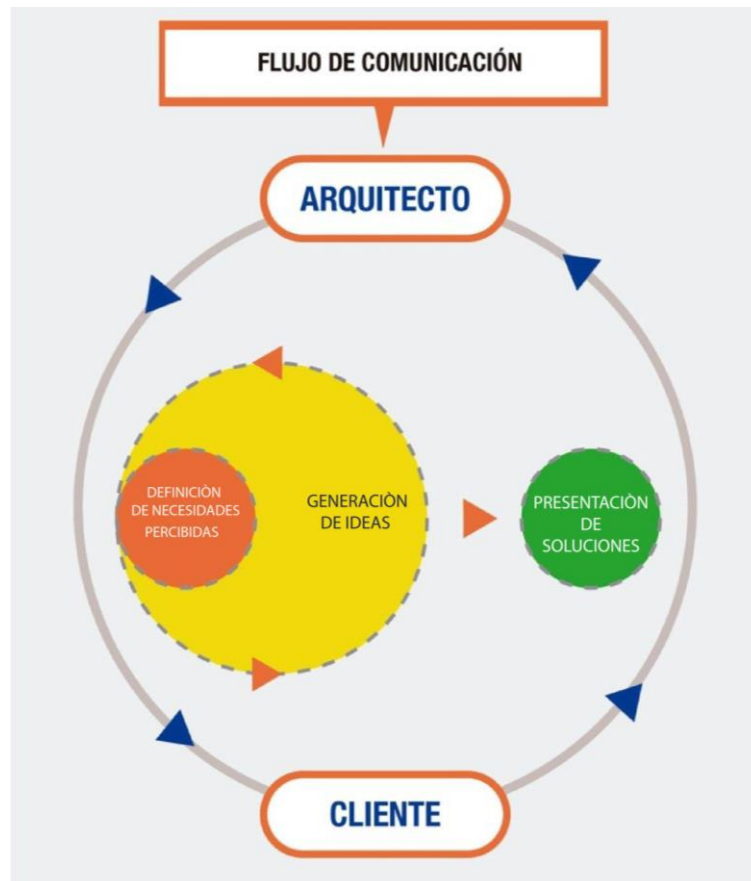 FLUJO DE COMUNICACIÓN
ARQUITECTO
DEFINICIÒN
DE NECESIDADES
PERCIBIDAS
GENERACIÒN
DE IDEAS
PRESENTACIÒN
DE
SOLUCIONES
CLIENTE